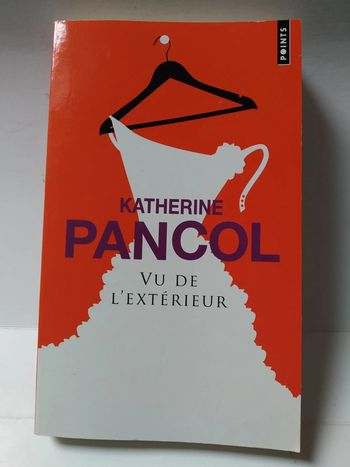 POINTS
KATHERINE
PANCOL
VU DE
L'EXTÉRIEUR